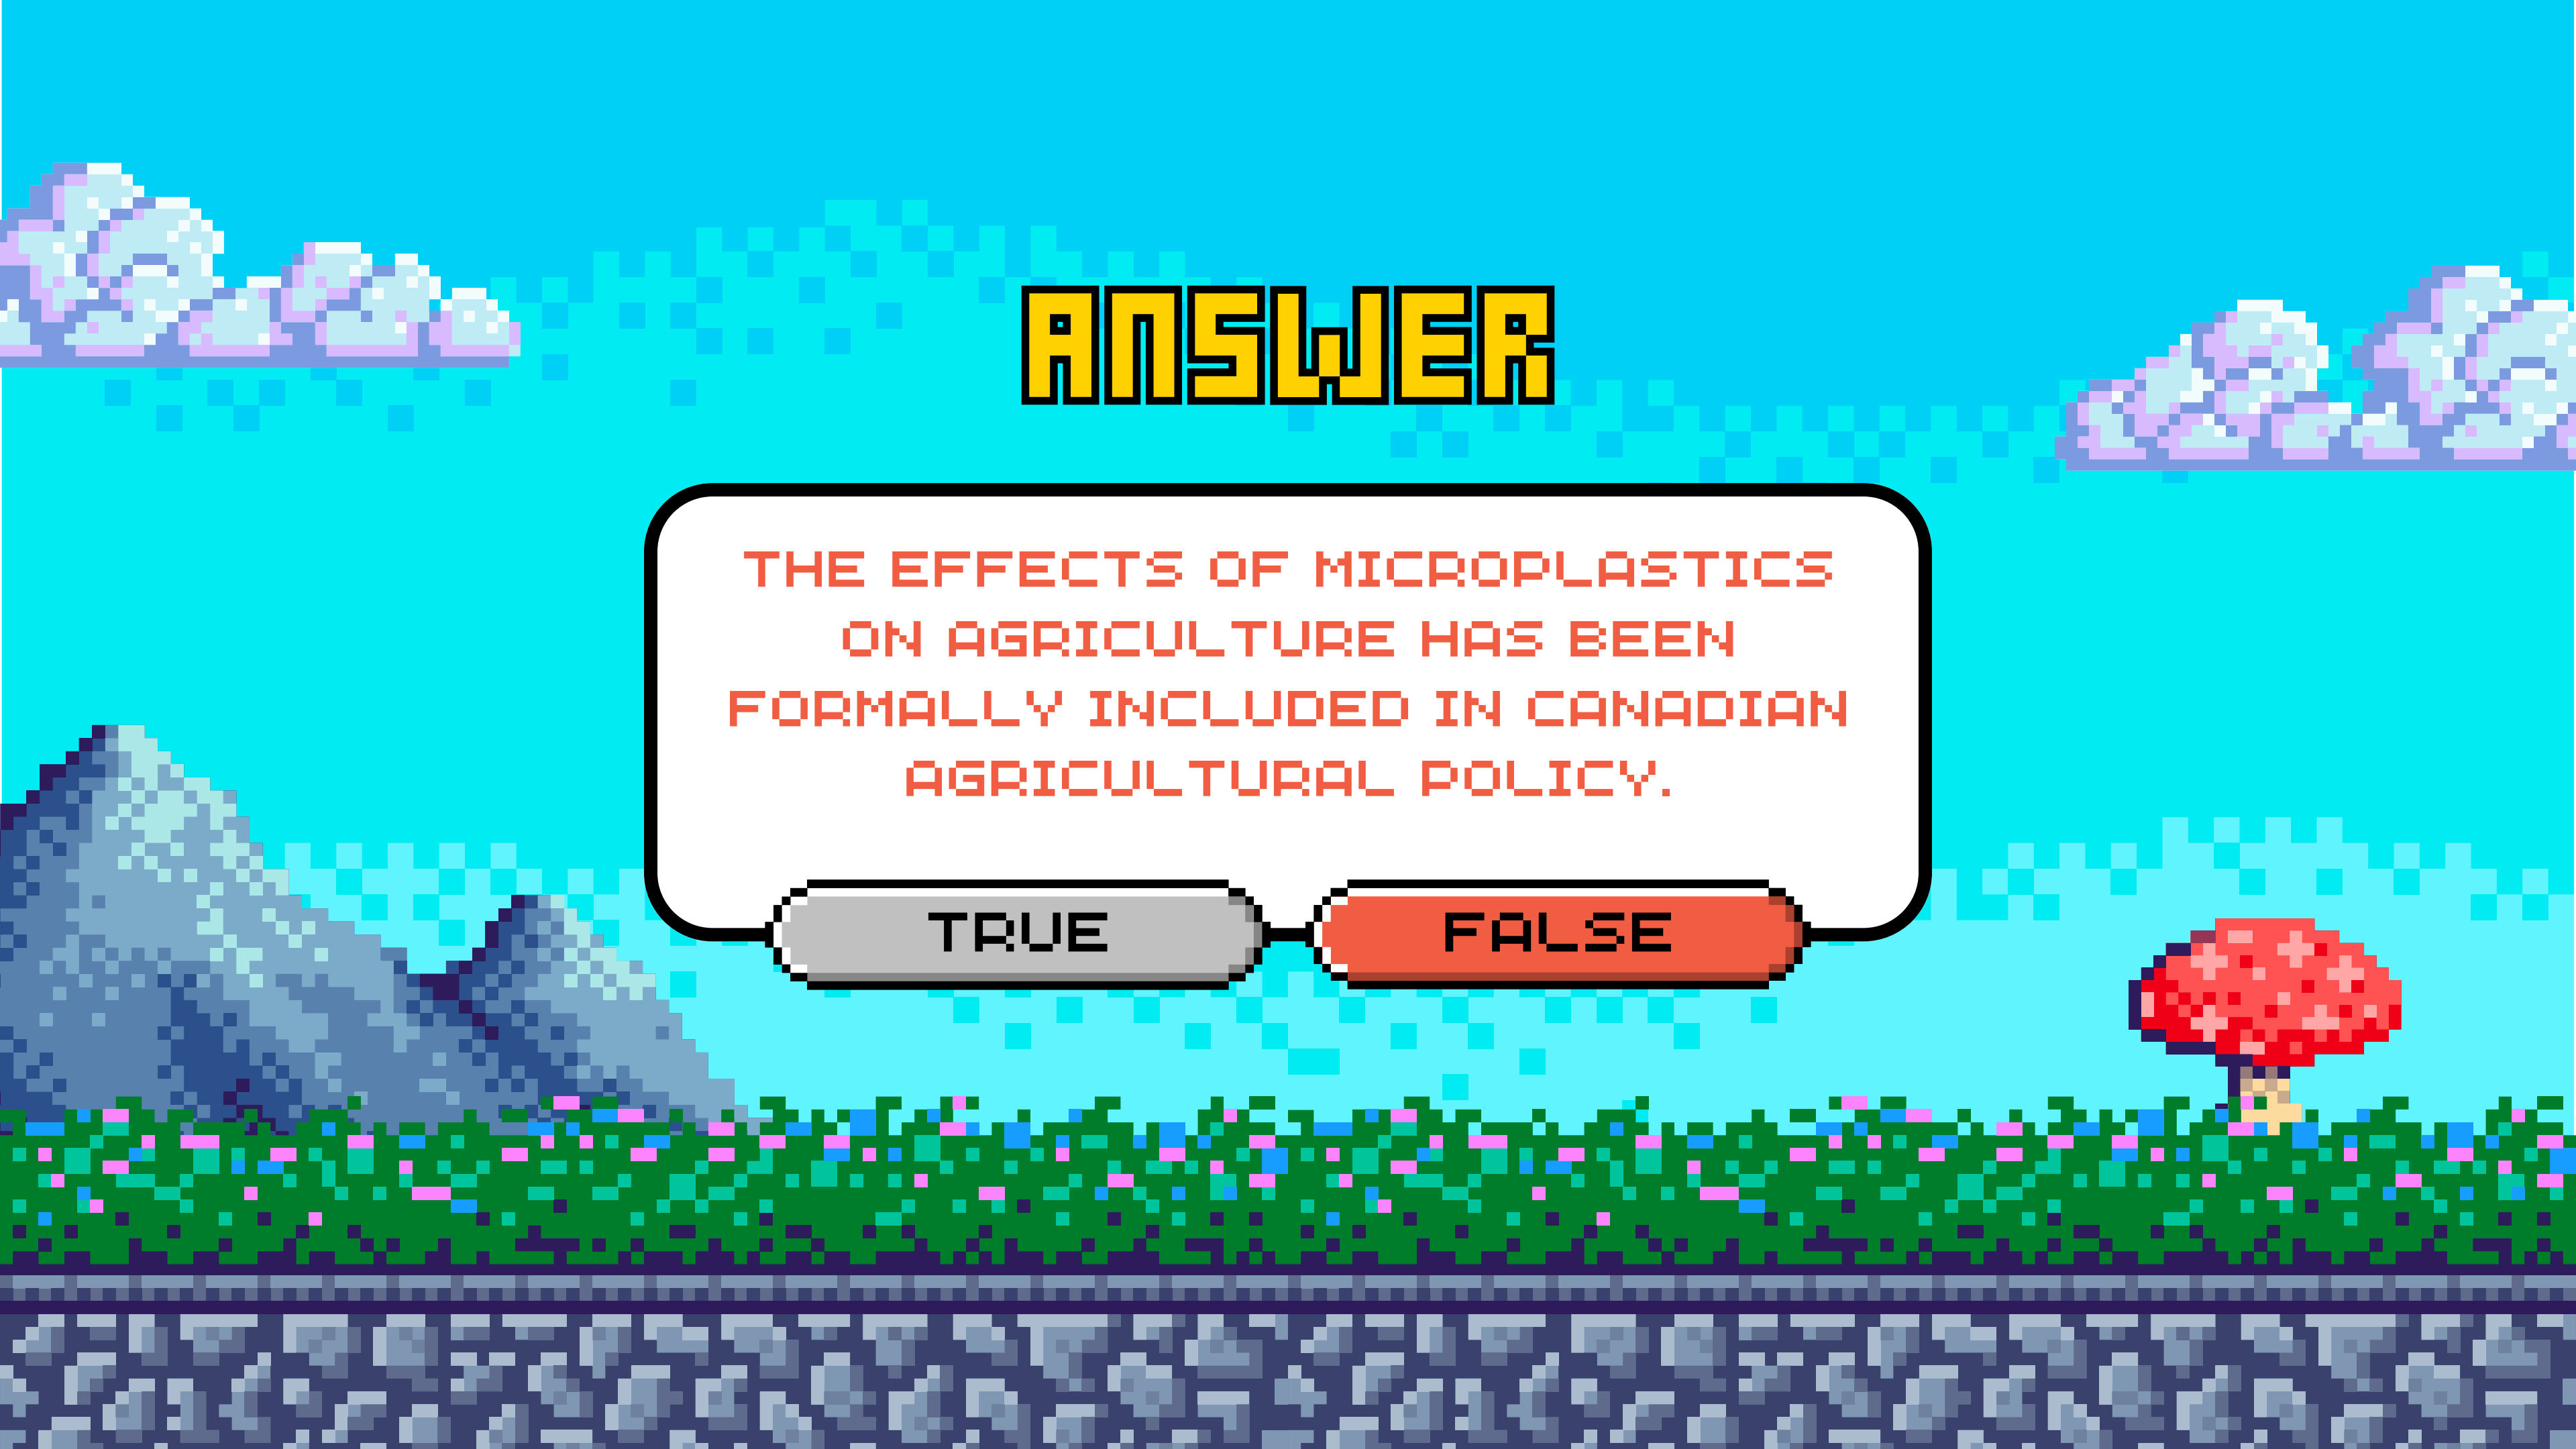 ANSWER
THE EFFECTS OF MICROPLASTICS
ON AGRICULTURE HAS BEEN
FORMALLY INCLUDED IN CANADIAN
AGRICULTURAL POLICY.
TRUE
FALSE